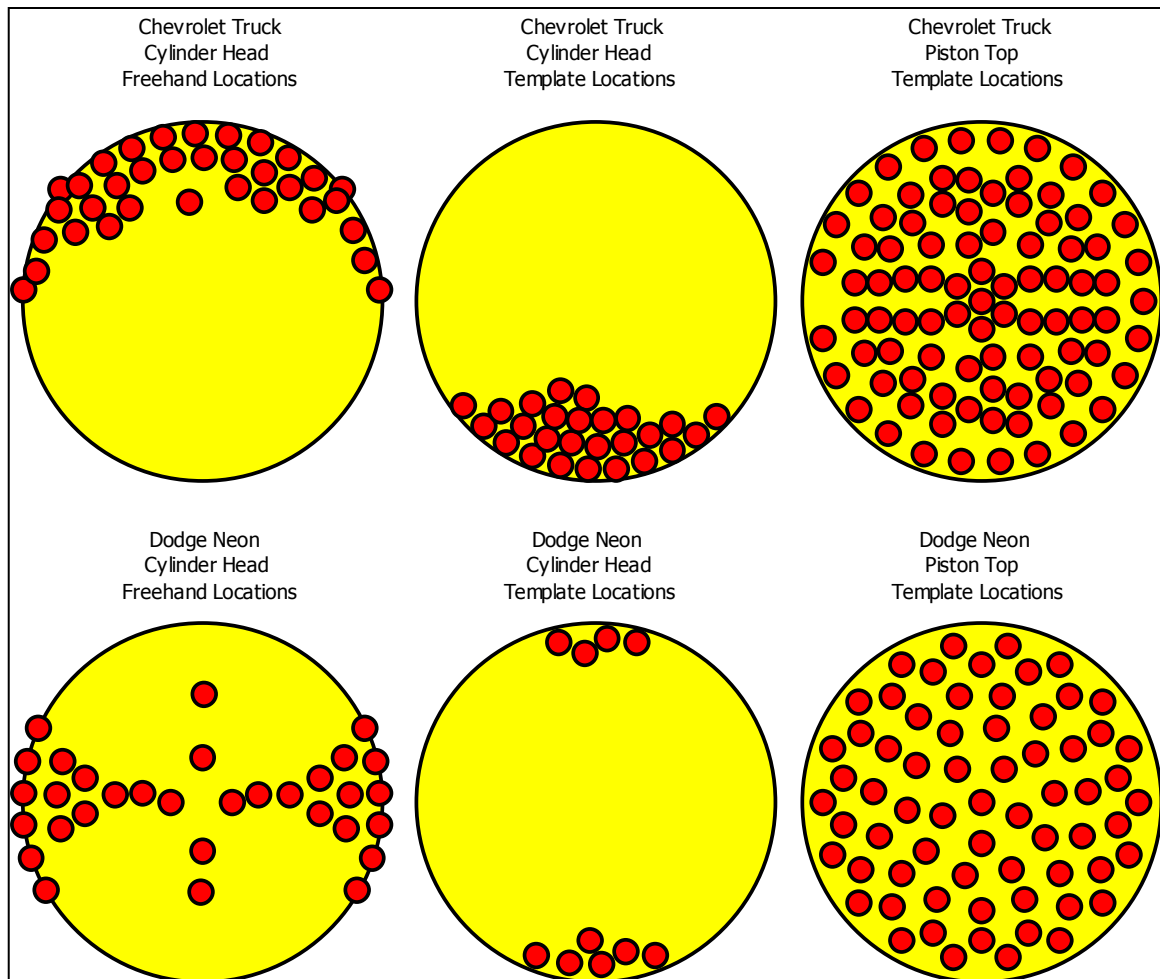 Chevrolet Truck
Cylinder Head
Freehand Locations
Chevrolet Truck
Cylinder Head
Template Locations
Chevrolet Truck
Piston Top
Template Locations
Dodge Neon
Cylinder Head
Freehand Locations
Dodge Neon
Cylinder Head
Template Locations
Dodge Neon
Piston Top
Template Locations